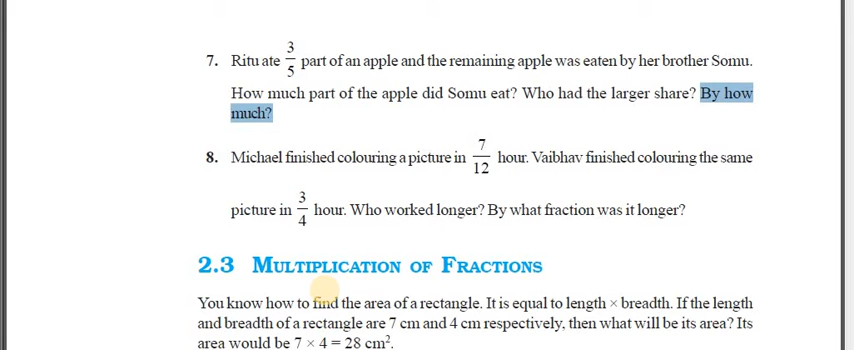 7. Ritu ate 3/5 part of an apple and the remaining apple was eaten by her brother Somu.
How much part of the apple did Somu eat? Who had the larger share? By how
much?
8. Michael finished colouring a picture in 7/12 hour. Vaibhav finished colouring the same
picture in 3/4 hour. Who worked longer? By what fraction was it longer?
2.3 MULTIPLICATION OF FRACTIONS
You know how to find the area of a rectangle. It is equal to length × breadth. If the length
and breadth of a rectangle are 7 cm and 4 cm respectively, then what will be its area? Its
area would be 7 × 4 = 28 cm².